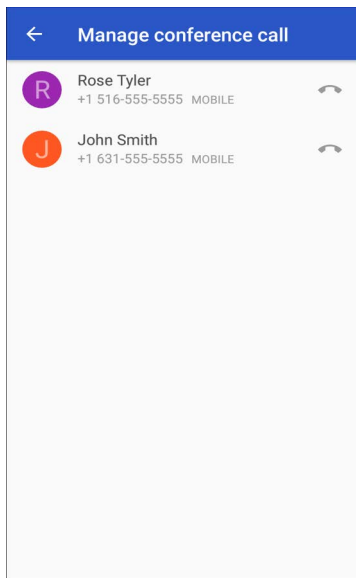 Manage conference call
R
Rose Tyler
+1 516-555-5555 MOBILE
J
John Smith
+1 631-555-5555 MOBILE